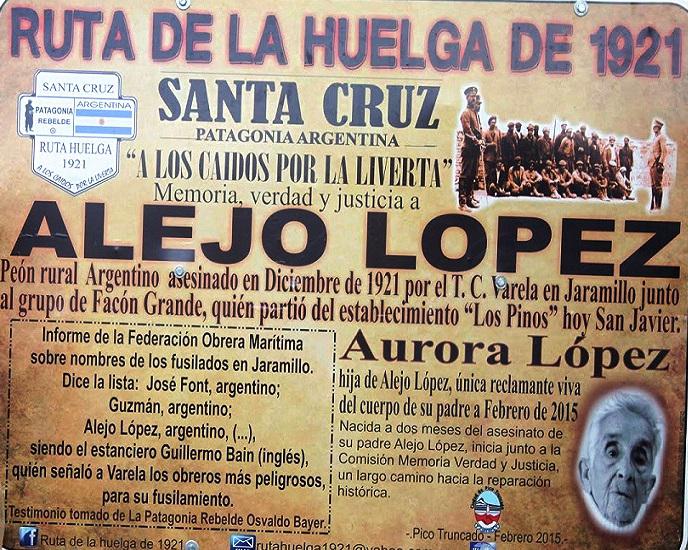 RUTA DE LA HUELGA DE 1921
SANTA CRUZ
PATAGONIA
REBELDE
ARGENTINA
RUTA HUELGA
1921
A LOS CAIDOS POR LA LIVERTA
SANTA CRUZ
PATAGONIA ARGENTINA
“A LOS CAIDOS POR LA LIVERTA”
Memoria, verdad y justicia a
ALEJO LOPEZ
Peón rural Argentino asesinado en Diciembre de 1921 por el T. C. Varela en Jaramillo junto
al grupo de Facón Grande, quién partió del establecimiento “Los Pinos” hoy San Javier.
Informe de la Federación Obrera Marítima
sobre nombres de los fusilados en Jaramillo.
Dice la lista: José Font, argentino;
Guzmán, argentino;
Alejo López, argentino, (...),
siendo el estanciero Guillermo Bain (inglés),
quién señaló a Varela los obreros más peligrosos,
para su fusilamiento.
Testimonio tomado de La Patagonia Rebelde Osvaldo Bayer.
Aurora López
hija de Alejo López, única reclamante viva
del cuerpo de su padre a Febrero de 2015
Nacida a dos meses del asesinato de
su padre Alejo López, inicia junto a la
Comisión Memoria Verdad y Justicia,
un largo camino hacia la reparación
histórica.
-.Pico Truncado - Febrero 2015.-
Ruta de la huelga de 1921
rutahuelga1921@yahoo.com